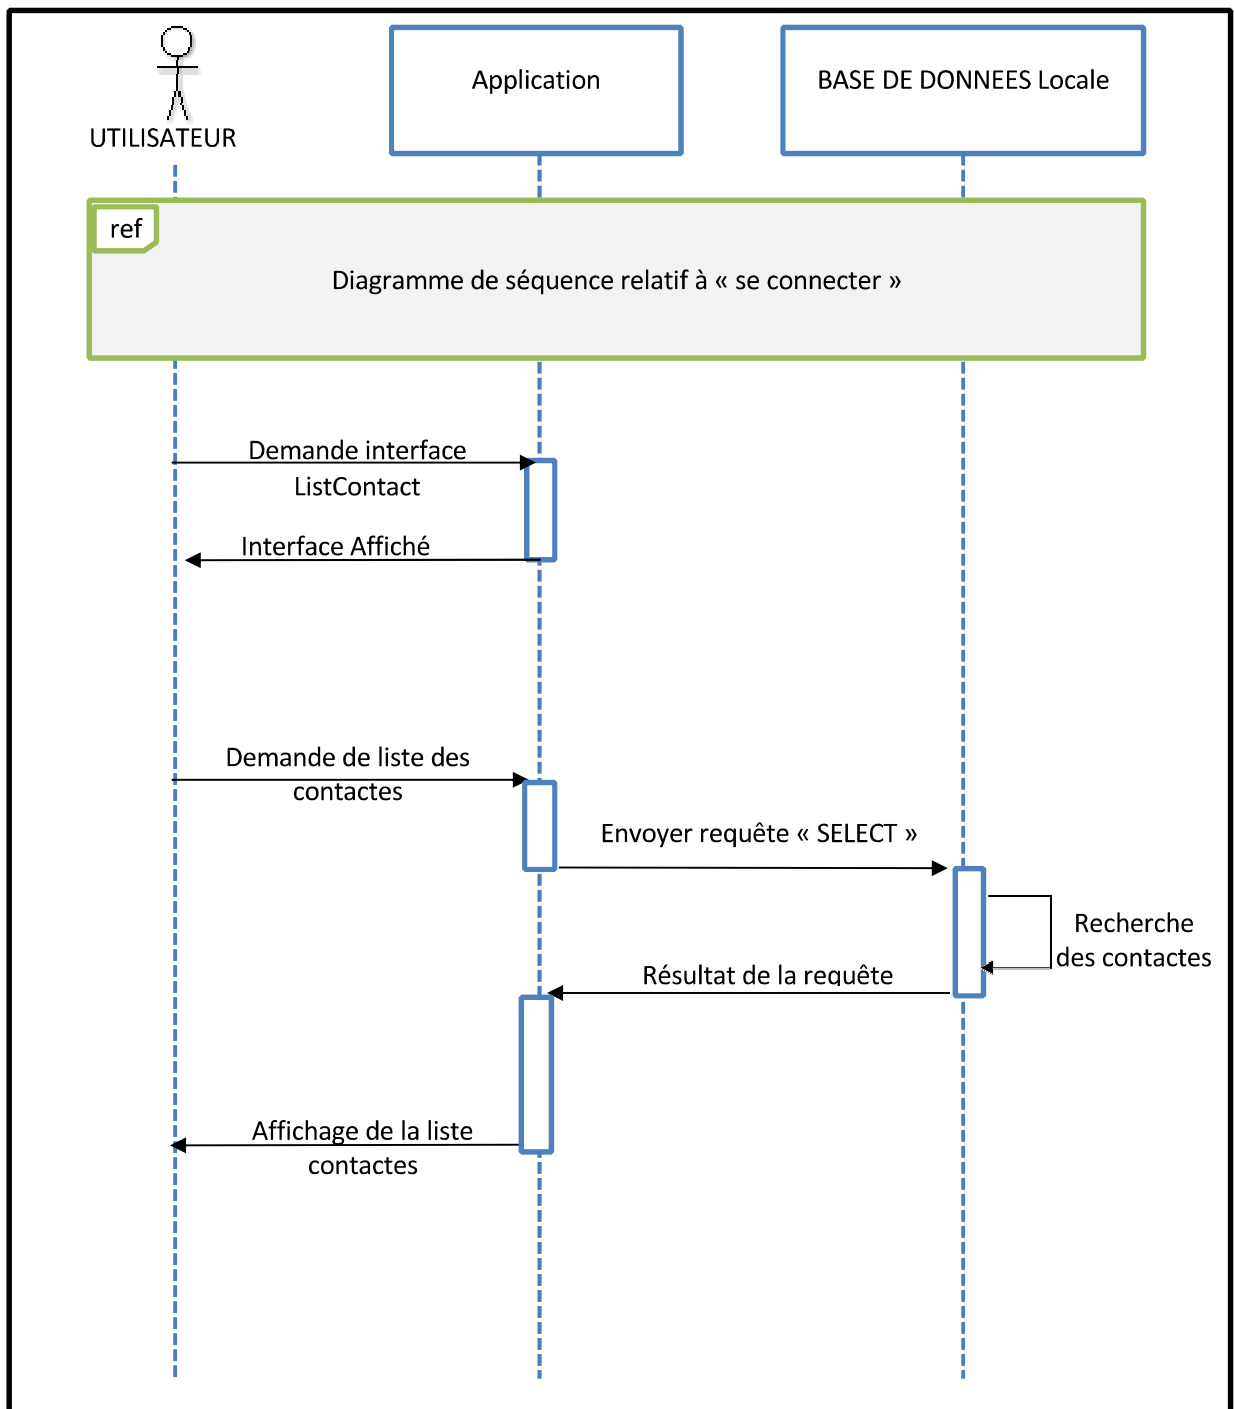 UTILISATEUR
Application
BASE DE DONNEES Locale
ref
Diagramme de séquence relatif à « se connecter »
Demande interface
ListContact
Interface Affiché
Demande de liste des
contactes
Envoyer requête « SELECT »
Recherche
des contactes
Résultat de la requête
Affichage de la liste
contactes